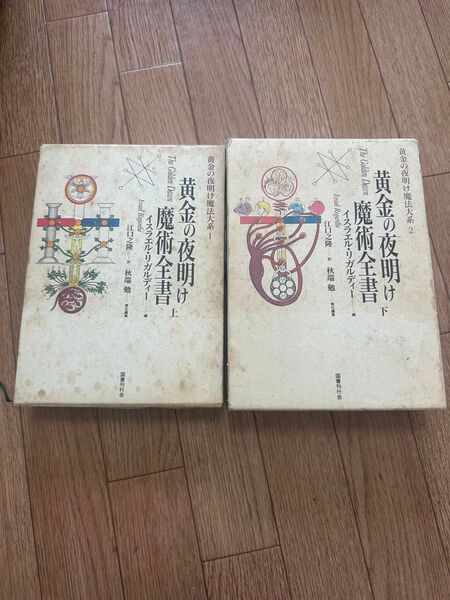 黄金の夜明け魔法大系 1
黄金の夜明け
魔術全書 上
The Golden Dawn
Israel Regardie
イスラエル・リガルディー 編
江口之隆 訳
秋端 勉 責任編集
国書刊行会
黄金の夜明け魔法大系 2
黄金の夜明け
魔術全書 下
The Golden Dawn
Israel Regardie
イスラエル・リガルディー 編
江口之隆 訳
秋端 勉 責任編集
国書刊行会